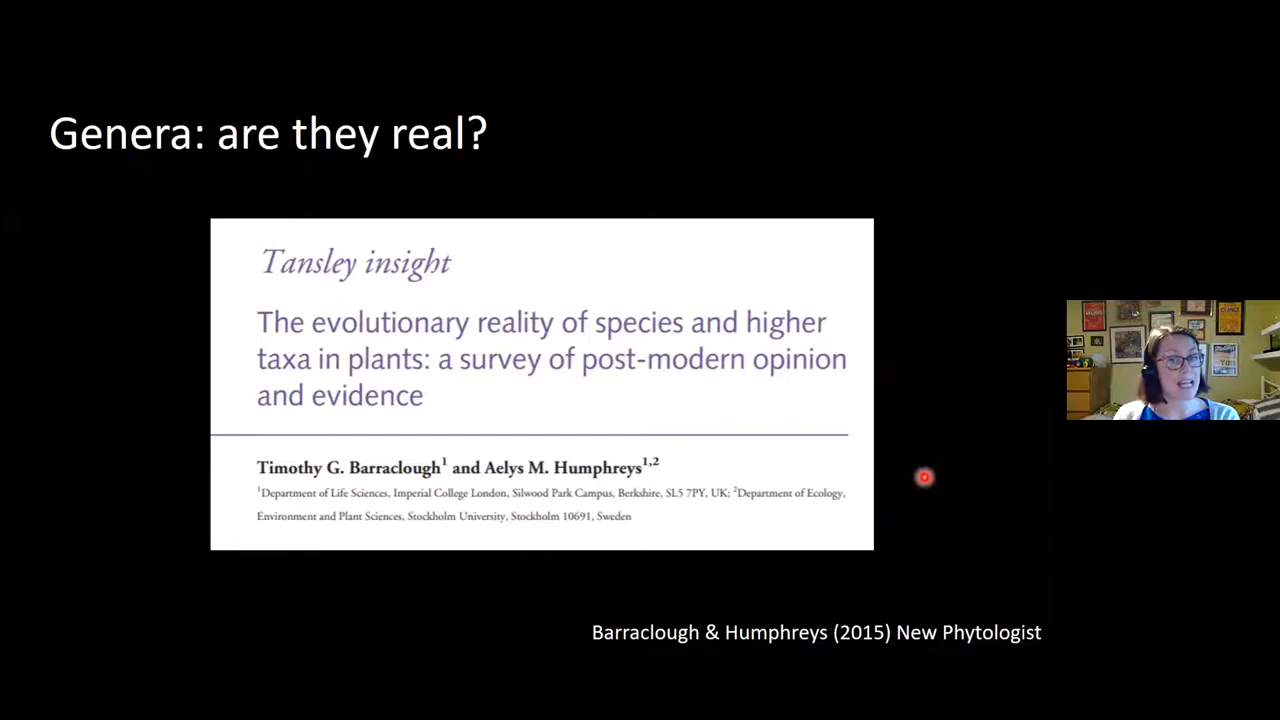 Genera: are they real?
Tansley insight
The evolutionary reality of species and higher
taxa in plants: a survey of post-modern opinion
and evidence
Timothy G. Barraclough1 and Aelys M. Humphreys1,2
1Department of Life Sciences, Imperial College London, Silwood Park Campus, Berkshire, SL5 7PY, UK; 2Department of Ecology,
Environment and Plant Sciences, Stockholm University, Stockholm 10691, Sweden
Barraclough & Humphreys (2015) New Phytologist